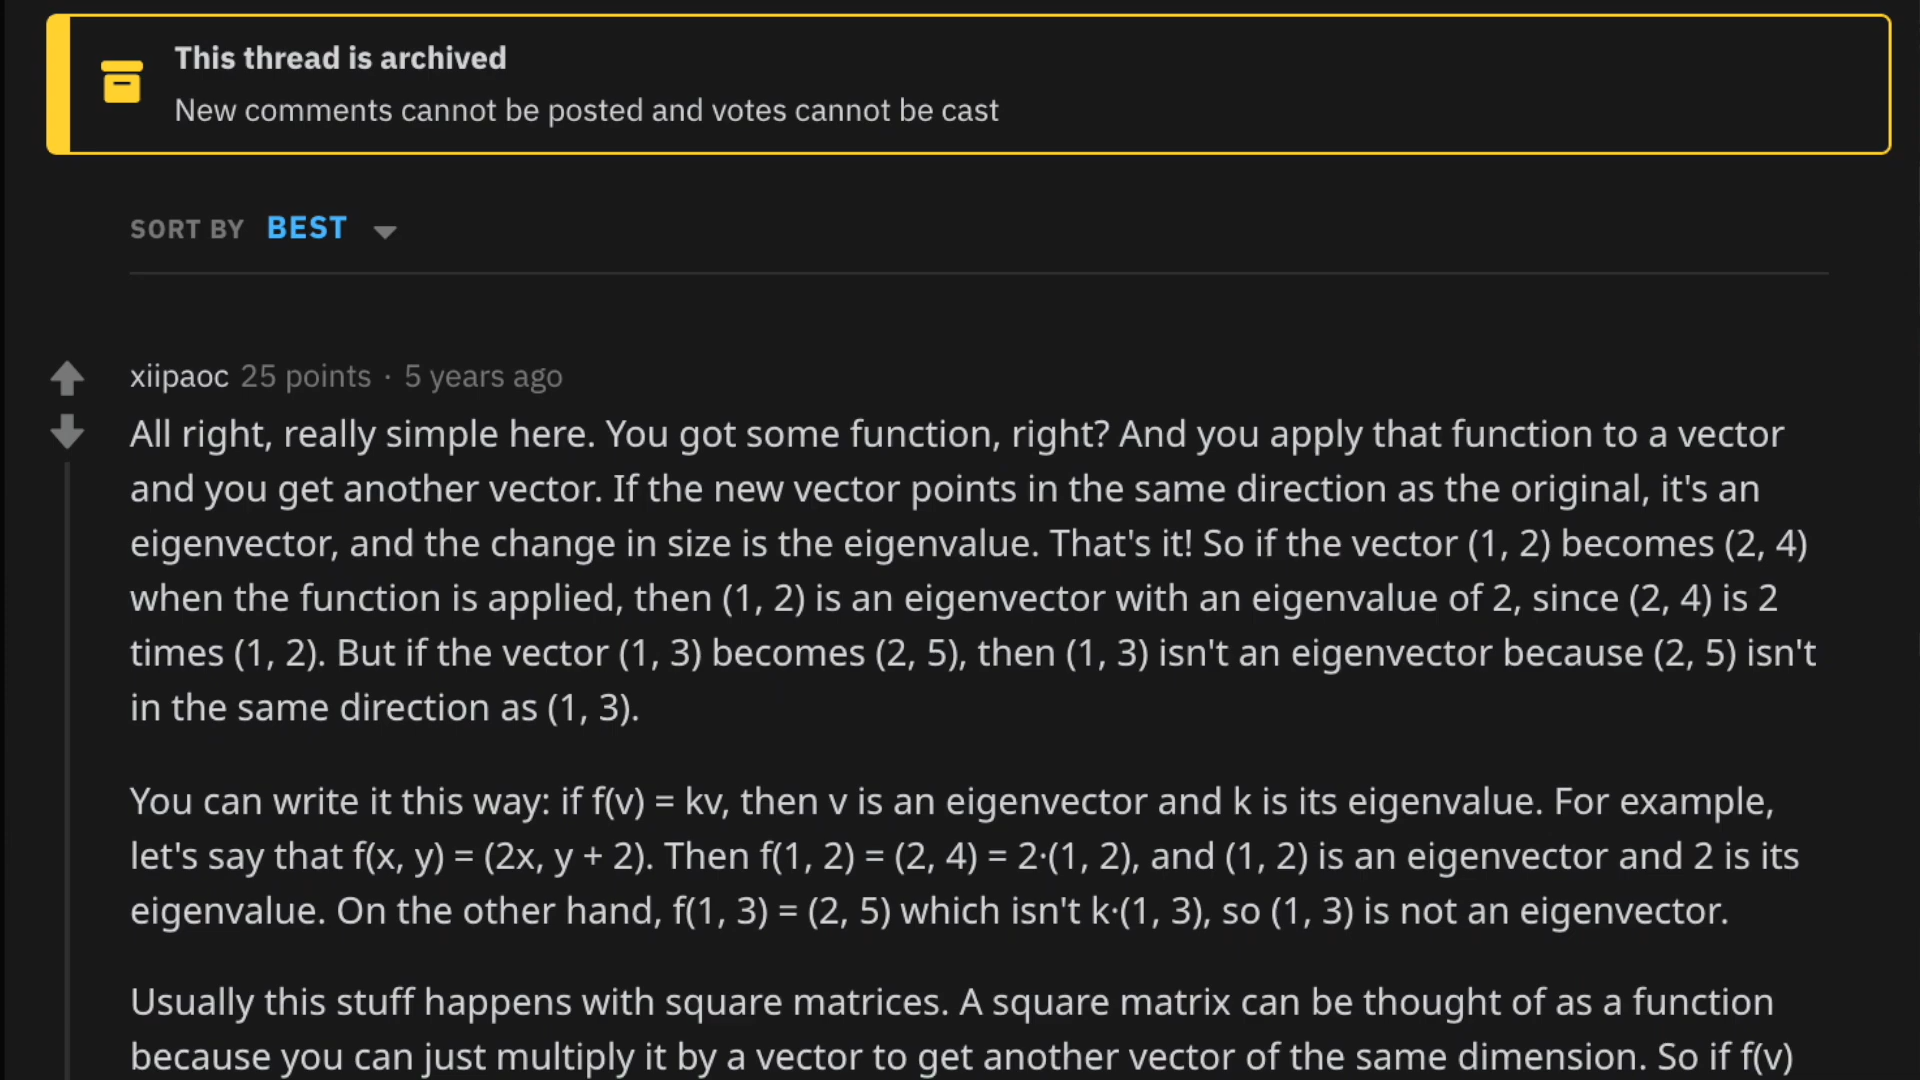 This thread is archived
New comments cannot be posted and votes cannot be cast
SORT BY BEST
xiipaoc 25 points · 5 years ago
All right, really simple here. You got some function, right? And you apply that function to a vector
and you get another vector. If the new vector points in the same direction as the original, it's an
eigenvector, and the change in size is the eigenvalue. That's it! So if the vector (1, 2) becomes (2, 4)
when the function is applied, then (1, 2) is an eigenvector with an eigenvalue of 2, since (2, 4) is 2
times (1, 2). But if the vector (1, 3) becomes (2, 5), then (1, 3) isn't an eigenvector because (2, 5) isn't
in the same direction as (1, 3).
You can write it this way: if f(v) = kv, then v is an eigenvector and k is its eigenvalue. For example,
let's say that f(x, y) = (2x, y + 2). Then f(1, 2) = (2, 4) = 2·(1, 2), and (1, 2) is an eigenvector and 2 is its
eigenvalue. On the other hand, f(1, 3) = (2, 5) which isn't k·(1, 3), so (1, 3) is not an eigenvector.
Usually this stuff happens with square matrices. A square matrix can be thought of as a function
because you can just multiply it by a vector to get another vector of the same dimension. So if f(v)